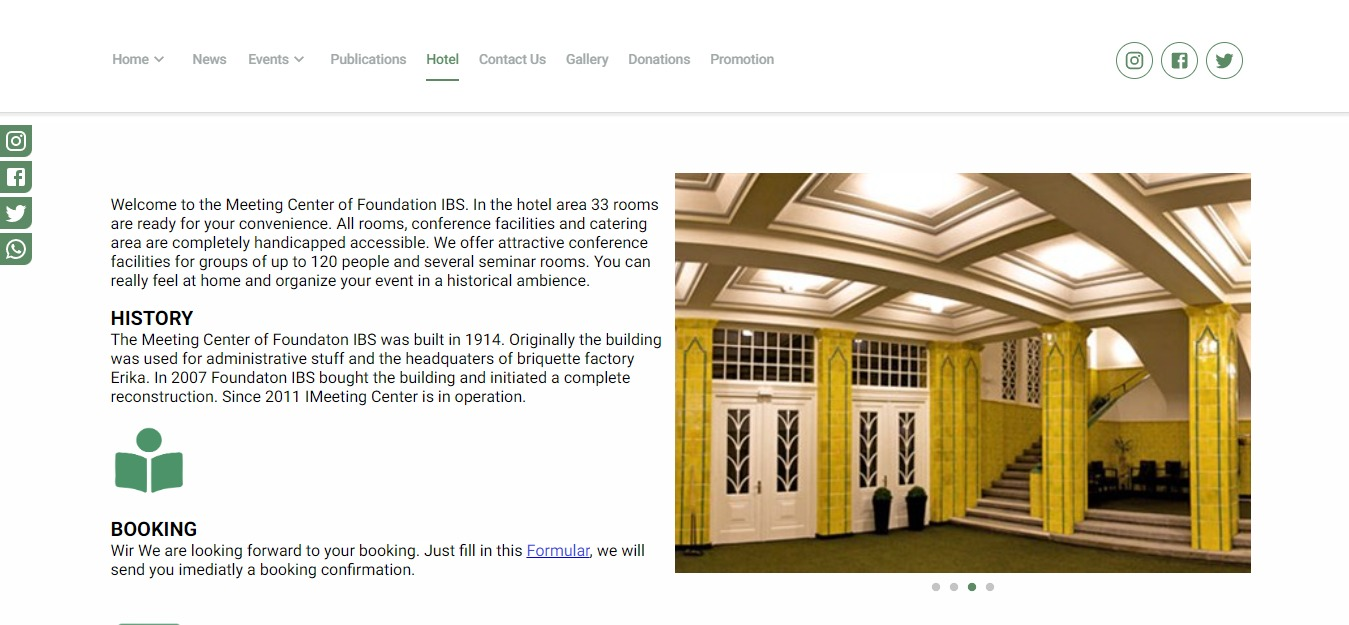 Home News Events Publications Hotel Contact Us Gallery Donations Promotion
Welcome to the Meeting Center of Foundation IBS. In the hotel area 33 rooms
are ready for your convenience. All rooms, conference facilities and catering
area are completely handicapped accessible. We offer attractive conference
facilities for groups of up to 120 people and several seminar rooms. You can
really feel at home and organize your event in a historical ambience.
HISTORY
The Meeting Center of Foundaton IBS was built in 1914. Originally the building
was used for administrative stuff and the headquaters of briquette factory
Erika. In 2007 Foundaton IBS bought the building and initiated a complete
reconstruction. Since 2011 IMeeting Center is in operation.
BOOKING
Wir We are looking forward to your booking. Just fill in this Formular, we will
send you imediatly a booking confirmation.